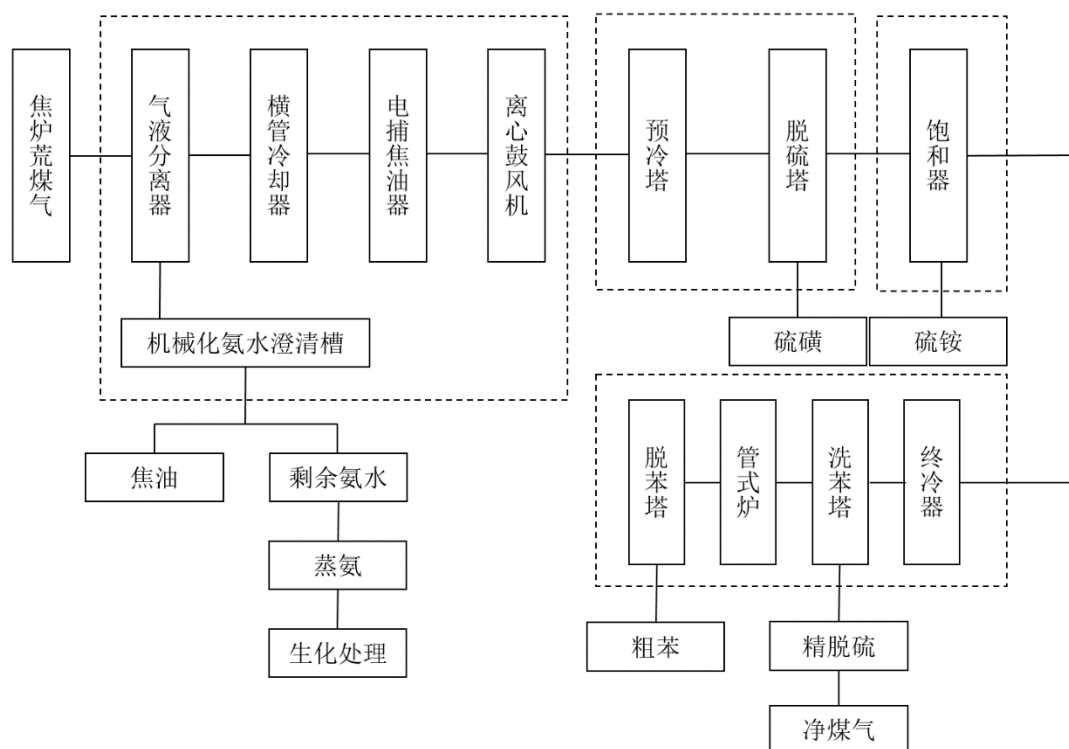 焦炉荒煤气
气液分离器
横管冷却器
电捕焦油器
离心鼓风机
预冷塔
脱硫塔
饱和器
机械化氨水澄清槽
硫磺
硫铵
脱苯塔
管式炉
洗苯塔
终冷器
焦油
剩余氨水
蒸氨
生化处理
粗苯
精脱硫
净煤气